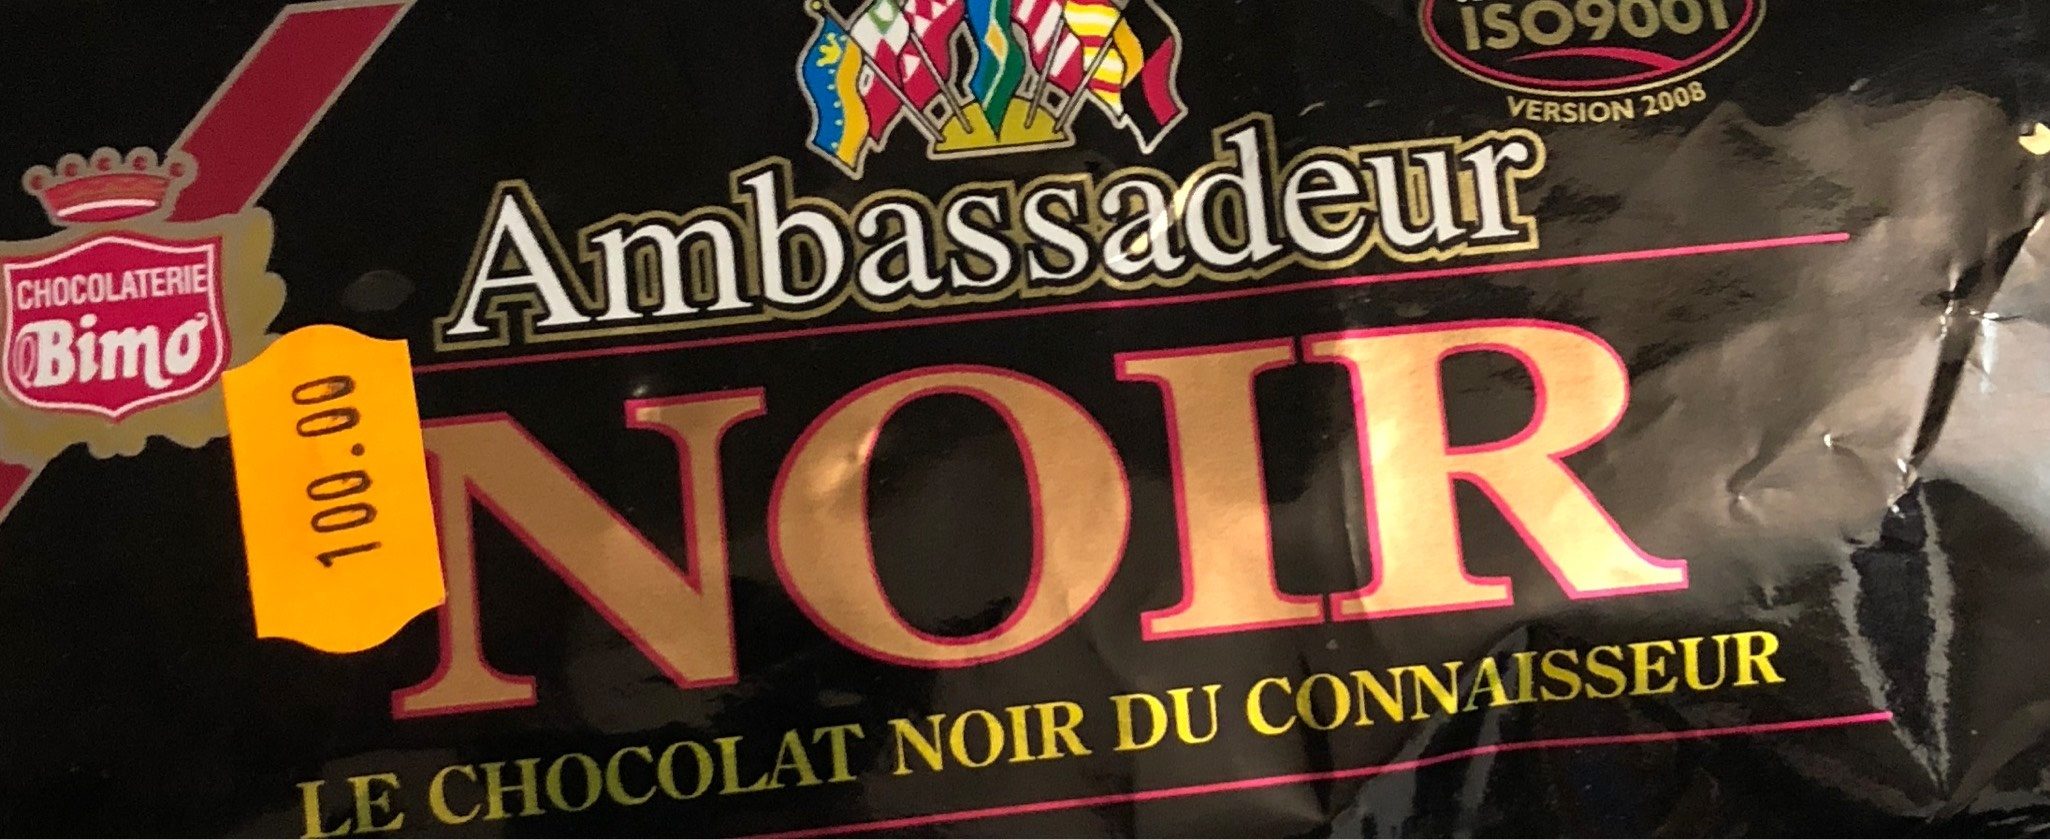 ISO9001
VERSION 2008
Ambassadeur
CHOCOLATERIE
Bimo
100.00
NOIR
LE CHOCOLAT NOIR DU CONNAISSEUR